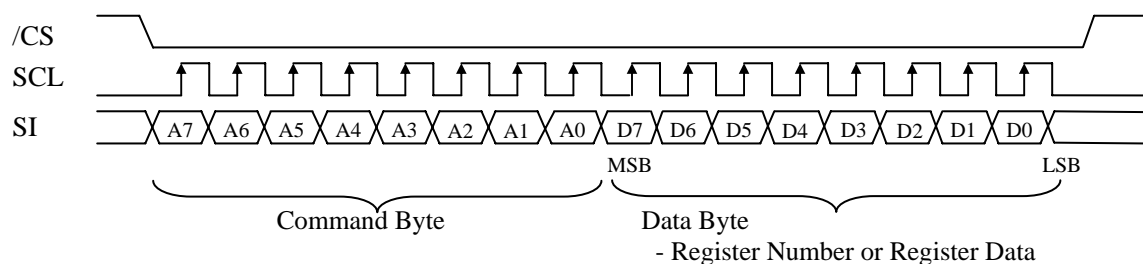 /CS
SCL
SI A7 A6 A5 A4 A3 A2 A1 A0 D7 D6 D5 D4 D3 D2 D1 D0
MSB LSB
Command Byte Data Byte
- Register Number or Register Data